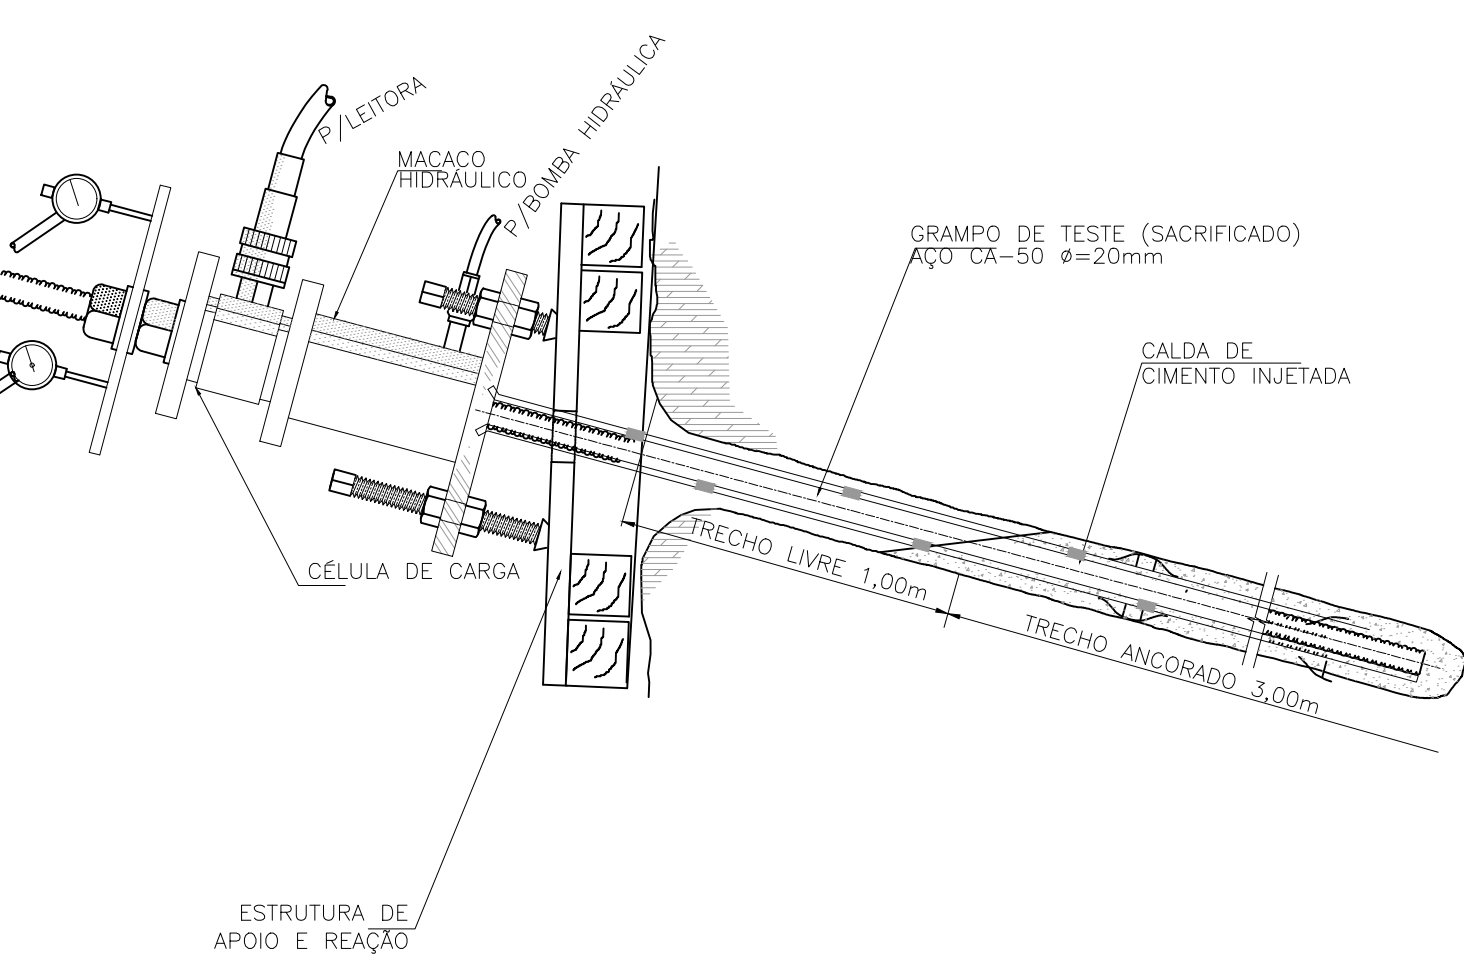 P/LEITORA
P/BOMBA HIDRÁULICA
MACACO
HIDRÁULICO
GRAMPO DE TESTE (SACRIFICADO)
AÇO CA-50 Ø=20mm
CALDA DE
CIMENTO INJETADA
TRECHO LIVRE 1,00m
CÉLULA DE CARGA
TRECHO ANCORADO 3,00m
ESTRUTURA DE
APOIO E REAÇÃO